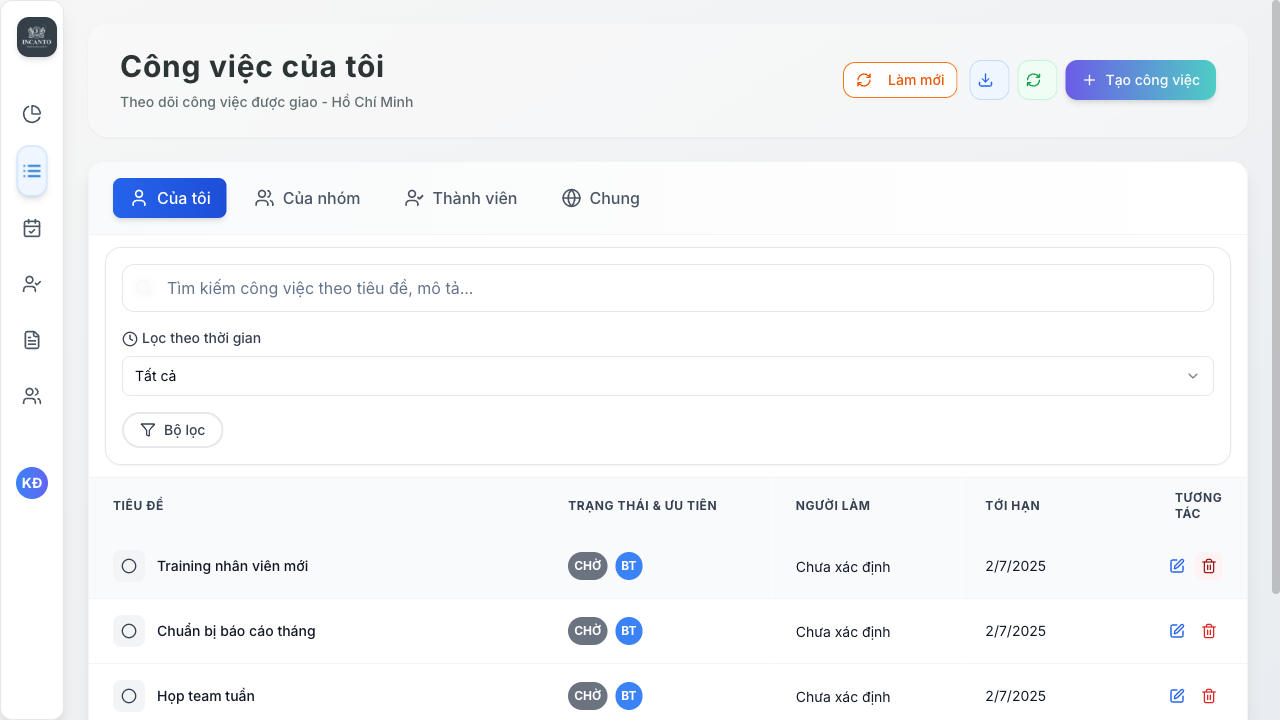 INCANTO
Công việc của tôi
Theo dõi công việc được giao - Hồ Chí Minh
Làm mới
Tạo công việc
Của tôi
Của nhóm
Thành viên
Chung
Tìm kiếm công việc theo tiêu đề, mô tả...
Lọc theo thời gian
Tất cả
Bộ lọc
KĐ
TIÊU ĐỀ TRẠNG THÁI & ƯU TIÊN NGƯỜI LÀM TỚI HẠN TƯƠNG TÁC
Training nhân viên mới CHỜ BT Chưa xác định 2/7/2025
Chuẩn bị báo cáo tháng CHỜ BT Chưa xác định 2/7/2025
Họp team tuần CHỜ BT Chưa xác định 2/7/2025